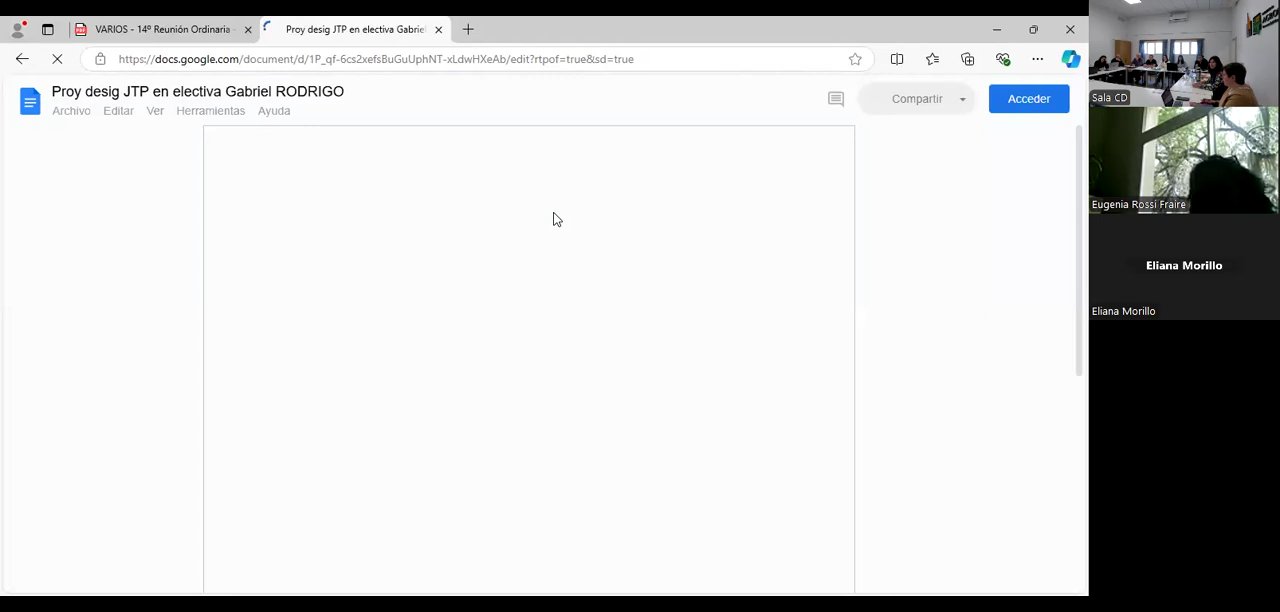 VARIOS - 14º Reunión Ordinaria -
Proy desig JTP en electiva Gabriel
https://docs.google.com/document/d/1P_qf-6cs2xefsBuGuUphNT-xLdwHXeAb/edit?rtpof=true&sd=true
Proy desig JTP en electiva Gabriel RODRIGO
Archivo Editar Ver Herramientas Ayuda
Compartir
Acceder
Sala CD
Eugenia Rossi Fraire
Eliana Morillo
Eliana Morillo